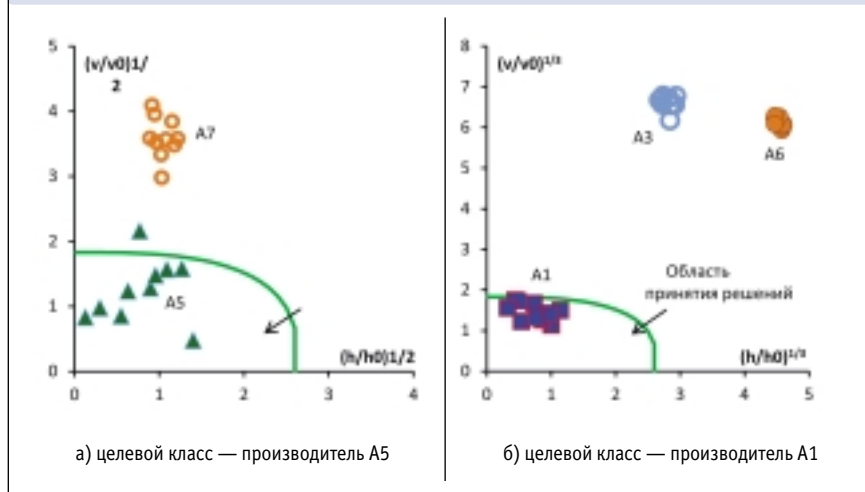 5
4
3
2
1
0
(v/v0)1/
2
A7
A5
(h/h0)1/2
0
1
2
3
4
а) целевой класс — производитель А5
8
7
6
5
4
3
2
1
0
(v/v0)¹/³
A3
A6
A1
Область
принятия решений
(h/h0)¹/³
0
1
2
3
4
5
б) целевой класс — производитель А1